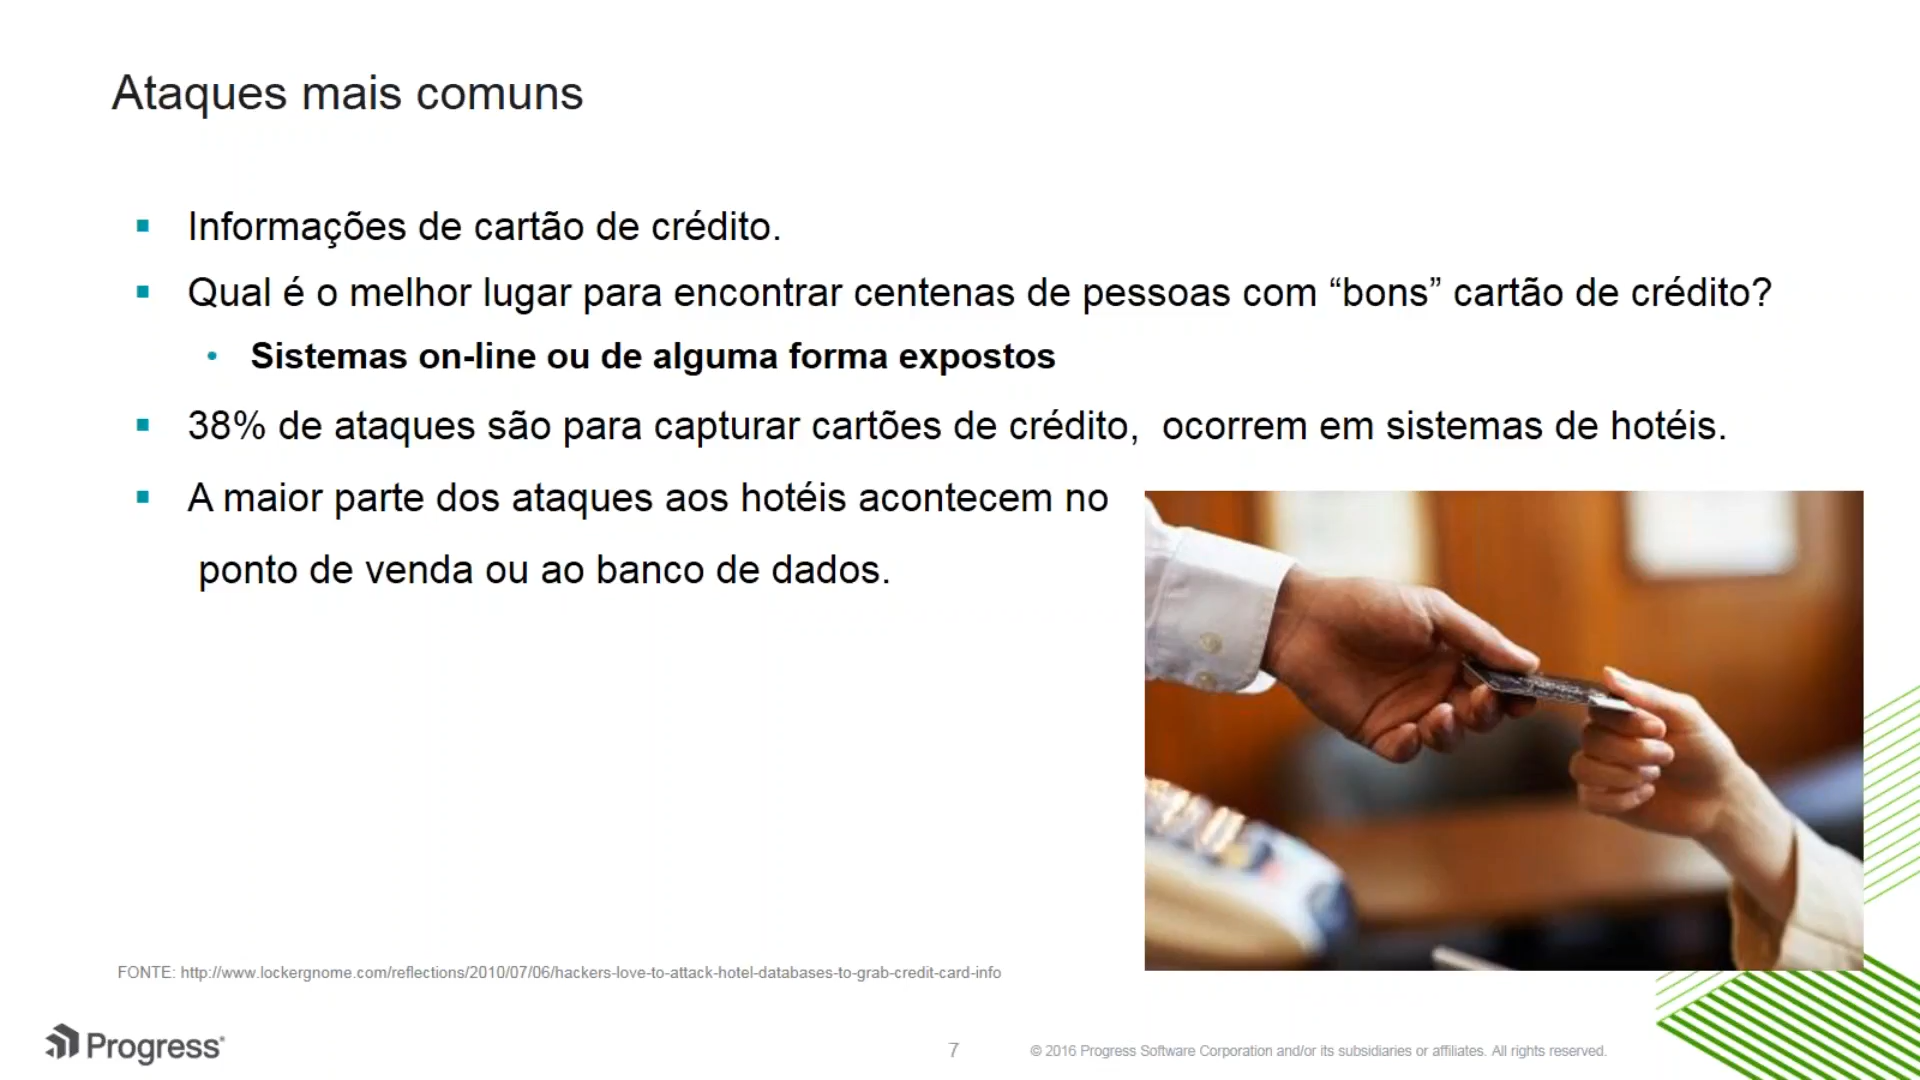 Ataques mais comuns
Informações de cartão de crédito.
Qual é o melhor lugar para encontrar centenas de pessoas com “bons” cartão de crédito?
Sistemas on-line ou de alguma forma expostos
38% de ataques são para capturar cartões de crédito,  ocorrem em sistemas de hotéis.
A maior parte dos ataques aos hotéis acontecem no
ponto de venda ou ao banco de dados.
FONTE: http://www.lockergnome.com/reflections/2010/07/06/hackers-love-to-attack-hotel-databases-to-grab-credit-card-info
Progress
7
© 2016 Progress Software Corporation and/or its subsidiaries or affiliates. All rights reserved.